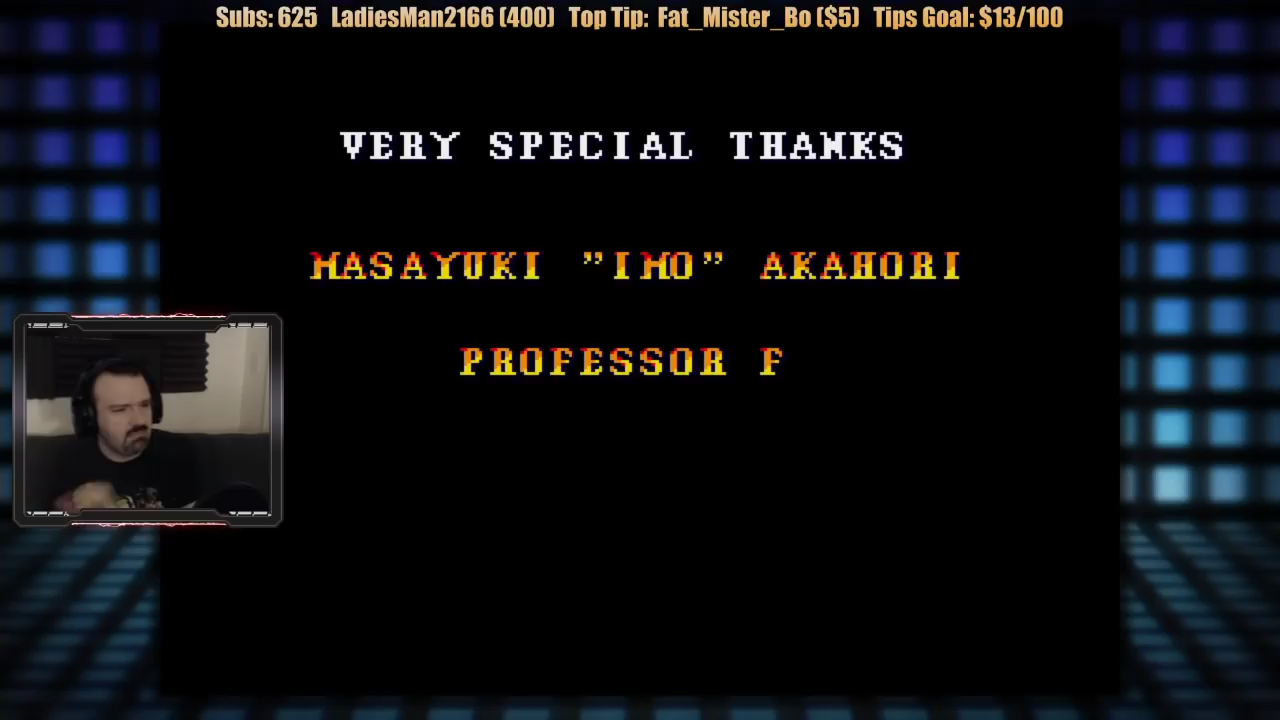 Subs: 625 LadiesMan2166 (400) Top Tip: Fat_Mister_Bo ($5) Tips Goal: $13/100
VERY SPECIAL THANKS
MASAYUKI "IMO" AKAHORI
PROFESSOR F